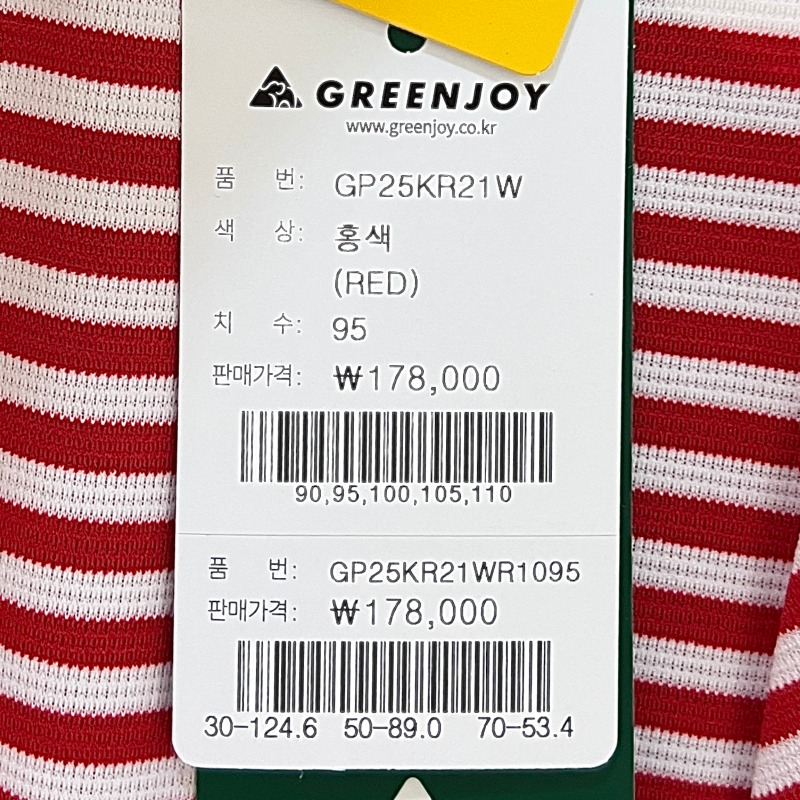 GREENJOY
www.greenjoy.co.kr
품 번: GP25KR21W
색 상: 홍색
(RED)
치 수: 95
판매가격: ₩178,000
90,95,100,105,110
품 번: GP25KR21WR1095
판매가격: ₩178,000
30-124.6 50-89.0 70-53.4